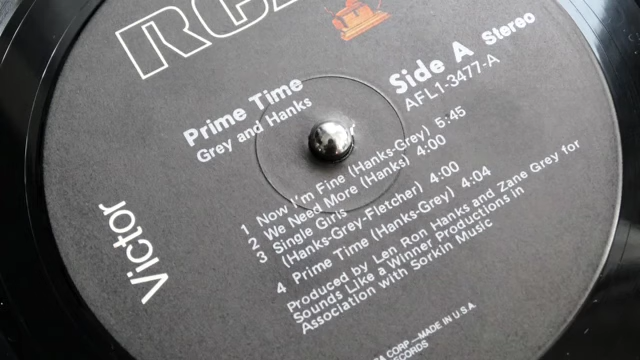 RCA
Victor
Prime Time
Grey and Hanks
Side A Stereo
AFL1-3477-A
1 Now I'm Fine (Hanks-Grey) 5:45
2 We Need More (Hanks) 4:00
3 Single Girls
(Hanks-Grey-Fletcher) 4:00
4 Prime Time (Hanks-Grey) 4:04
Produced by Len Ron Hanks and Zane Grey for
Sounds Like a Winner Productions in
Association with Sorkin Music
CORP—MADE IN U.S.A